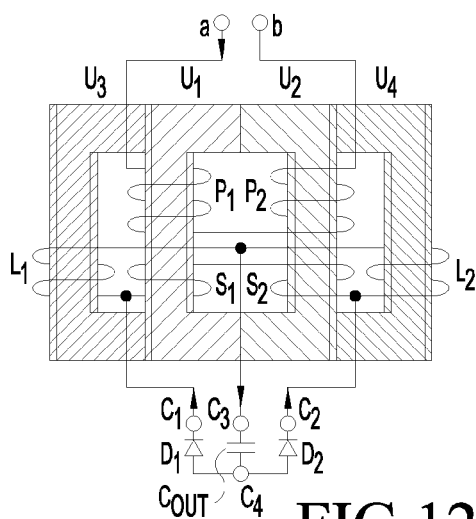 a b
U3 U1 U2 U4
P1 P2
L1 S1 S2 L2
C1 C3 C2
D1 D2
COUT C4
FIG.12